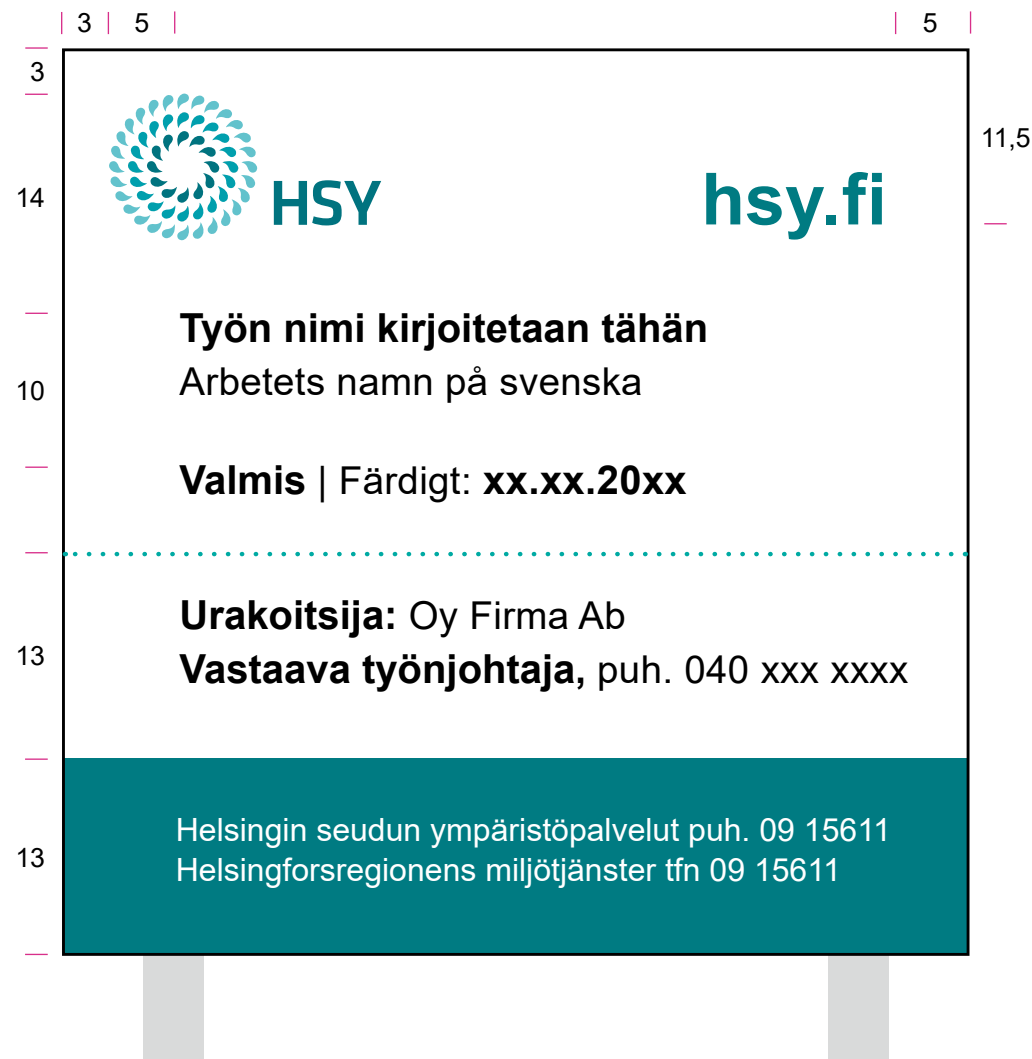 3 5 5
3
11,5
14
HSY hsy.fi
Työn nimi kirjoitetaan tähän
10
Arbetets namn på svenska
Valmis | Färdigt: xx.xx.20xx
Urakoitsija: Oy Firma Ab
13
Vastaava työnjohtaja, puh. 040 xxx xxxx
Helsingin seudun ympäristöpalvelut puh. 09 15611
13
Helsingforsregionens miljötjänster tfn 09 15611